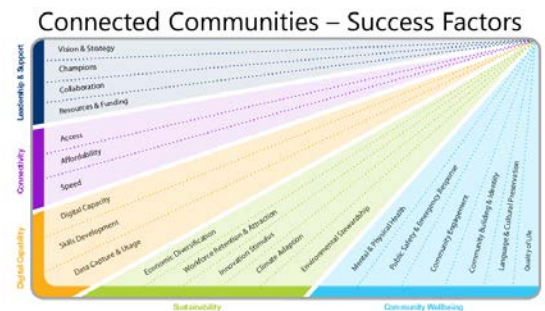 Connected Communities – Success Factors
Leadership & Support
Vision & Strategy
Champions
Collaboration
Resources & Funding
Connectivity
Access
Affordability
Speed
Digital Capability
Digital Capacity
Skills Development
Data Capture & Usage
Economic Diversification
Workforce Retention & Attraction
Innovation Stimulus
Climate Adaption
Environmental Stewardship
Sustainability
Mental & Physical Health
Public Safety & Emergency Response
Community Engagement
Community Building & Identity
Language & Cultural Preservation
Quality of Life
Community Wellbeing